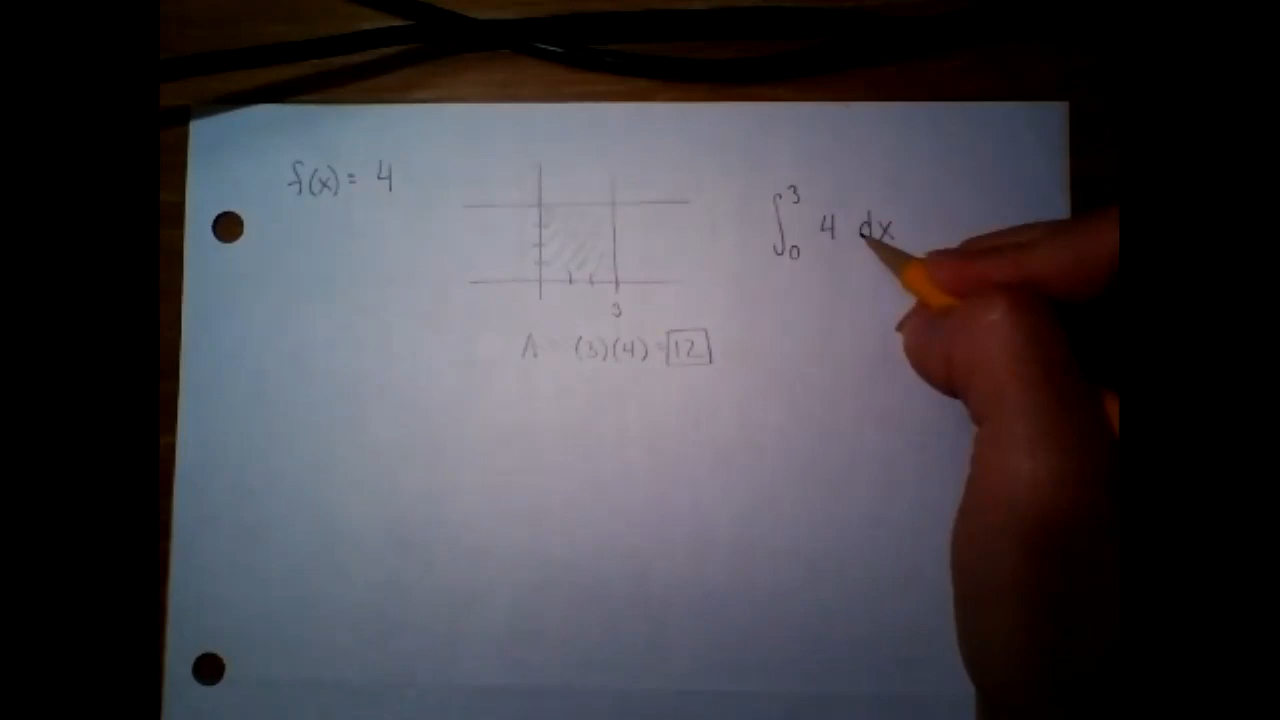 f(x) = 4
∫₀³ 4 dx
3
A = (3)(4) = 12